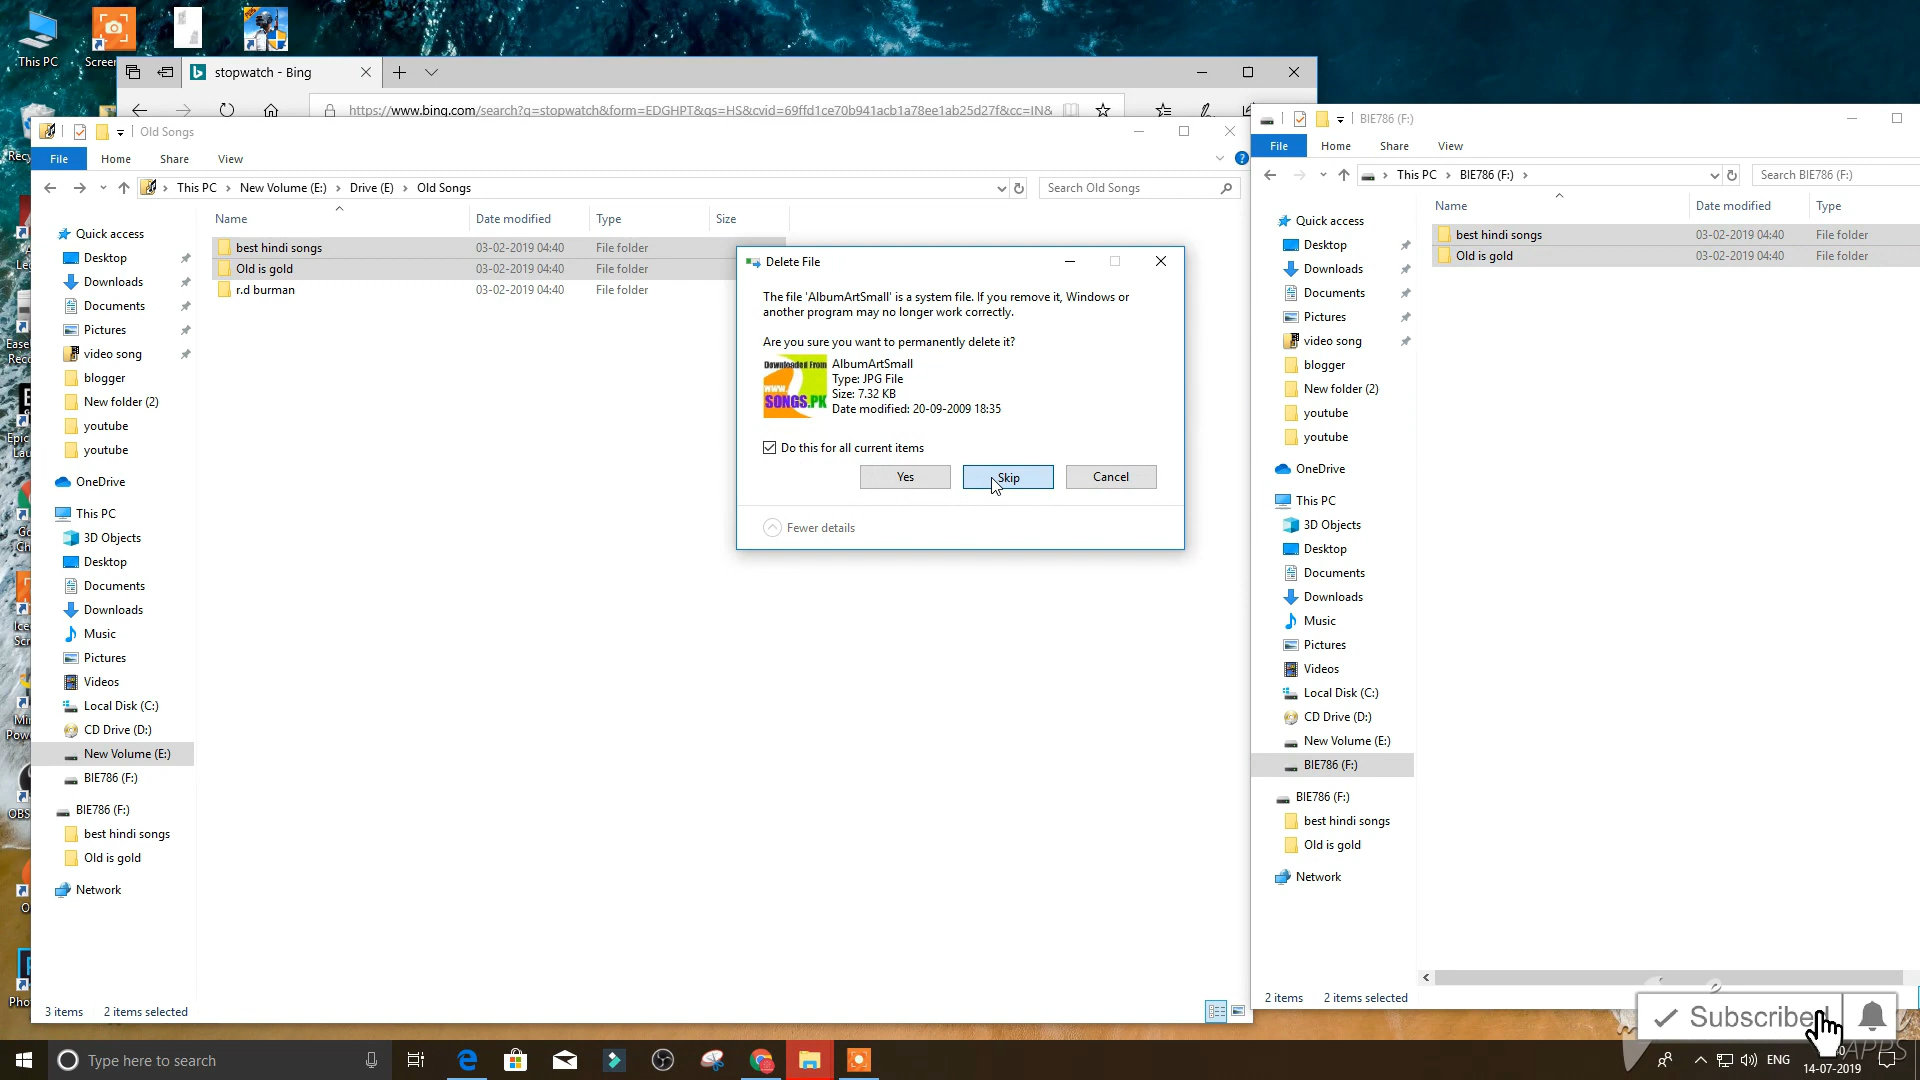 This PC
Screen
stopwatch - Bing
https://www.bing.com/search?q=stopwatch&form=EDGHPT&qs=HS&cvid=69ffd1ce70b941acb1a78ee1ab25d27f&cc=IN&
Old Songs
File Home Share View
This PC > New Volume (E:) > Drive (E) > Old Songs
Search Old Songs
Name Date modified Type Size
best hindi songs 03-02-2019 04:40 File folder
Old is gold 03-02-2019 04:40 File folder
r.d burman 03-02-2019 04:40 File folder
Quick access
Desktop
Downloads
Documents
Pictures
video song
blogger
New folder (2)
youtube
youtube
OneDrive
This PC
3D Objects
Desktop
Documents
Downloads
Music
Pictures
Videos
Local Disk (C:)
CD Drive (D:)
New Volume (E:)
BIE786 (F:)
BIE786 (F:)
best hindi songs
Old is gold
Network
3 items 2 items selected
Delete File
The file 'AlbumArtSmall' is a system file. If you remove it, Windows or
another program may no longer work correctly.
Are you sure you want to permanently delete it?
Downloaded From
www.
SONGS.PK
AlbumArtSmall
Type: JPG File
Size: 7.32 KB
Date modified: 20-09-2009 18:35
Do this for all current items
Yes Skip Cancel
Fewer details
BIE786 (F:)
File Home Share View
This PC > BIE786 (F:) >
Search BIE786 (F:)
Name Date modified Type
best hindi songs 03-02-2019 04:40 File folder
Old is gold 03-02-2019 04:40 File folder
Quick access
Desktop
Downloads
Documents
Pictures
video song
blogger
New folder (2)
youtube
youtube
OneDrive
This PC
3D Objects
Desktop
Documents
Downloads
Music
Pictures
Videos
Local Disk (C:)
CD Drive (D:)
New Volume (E:)
BIE786 (F:)
BIE786 (F:)
best hindi songs
Old is gold
Network
2 items 2 items selected
Subscribed
APPS
Type here to search
ENG
14-07-2019